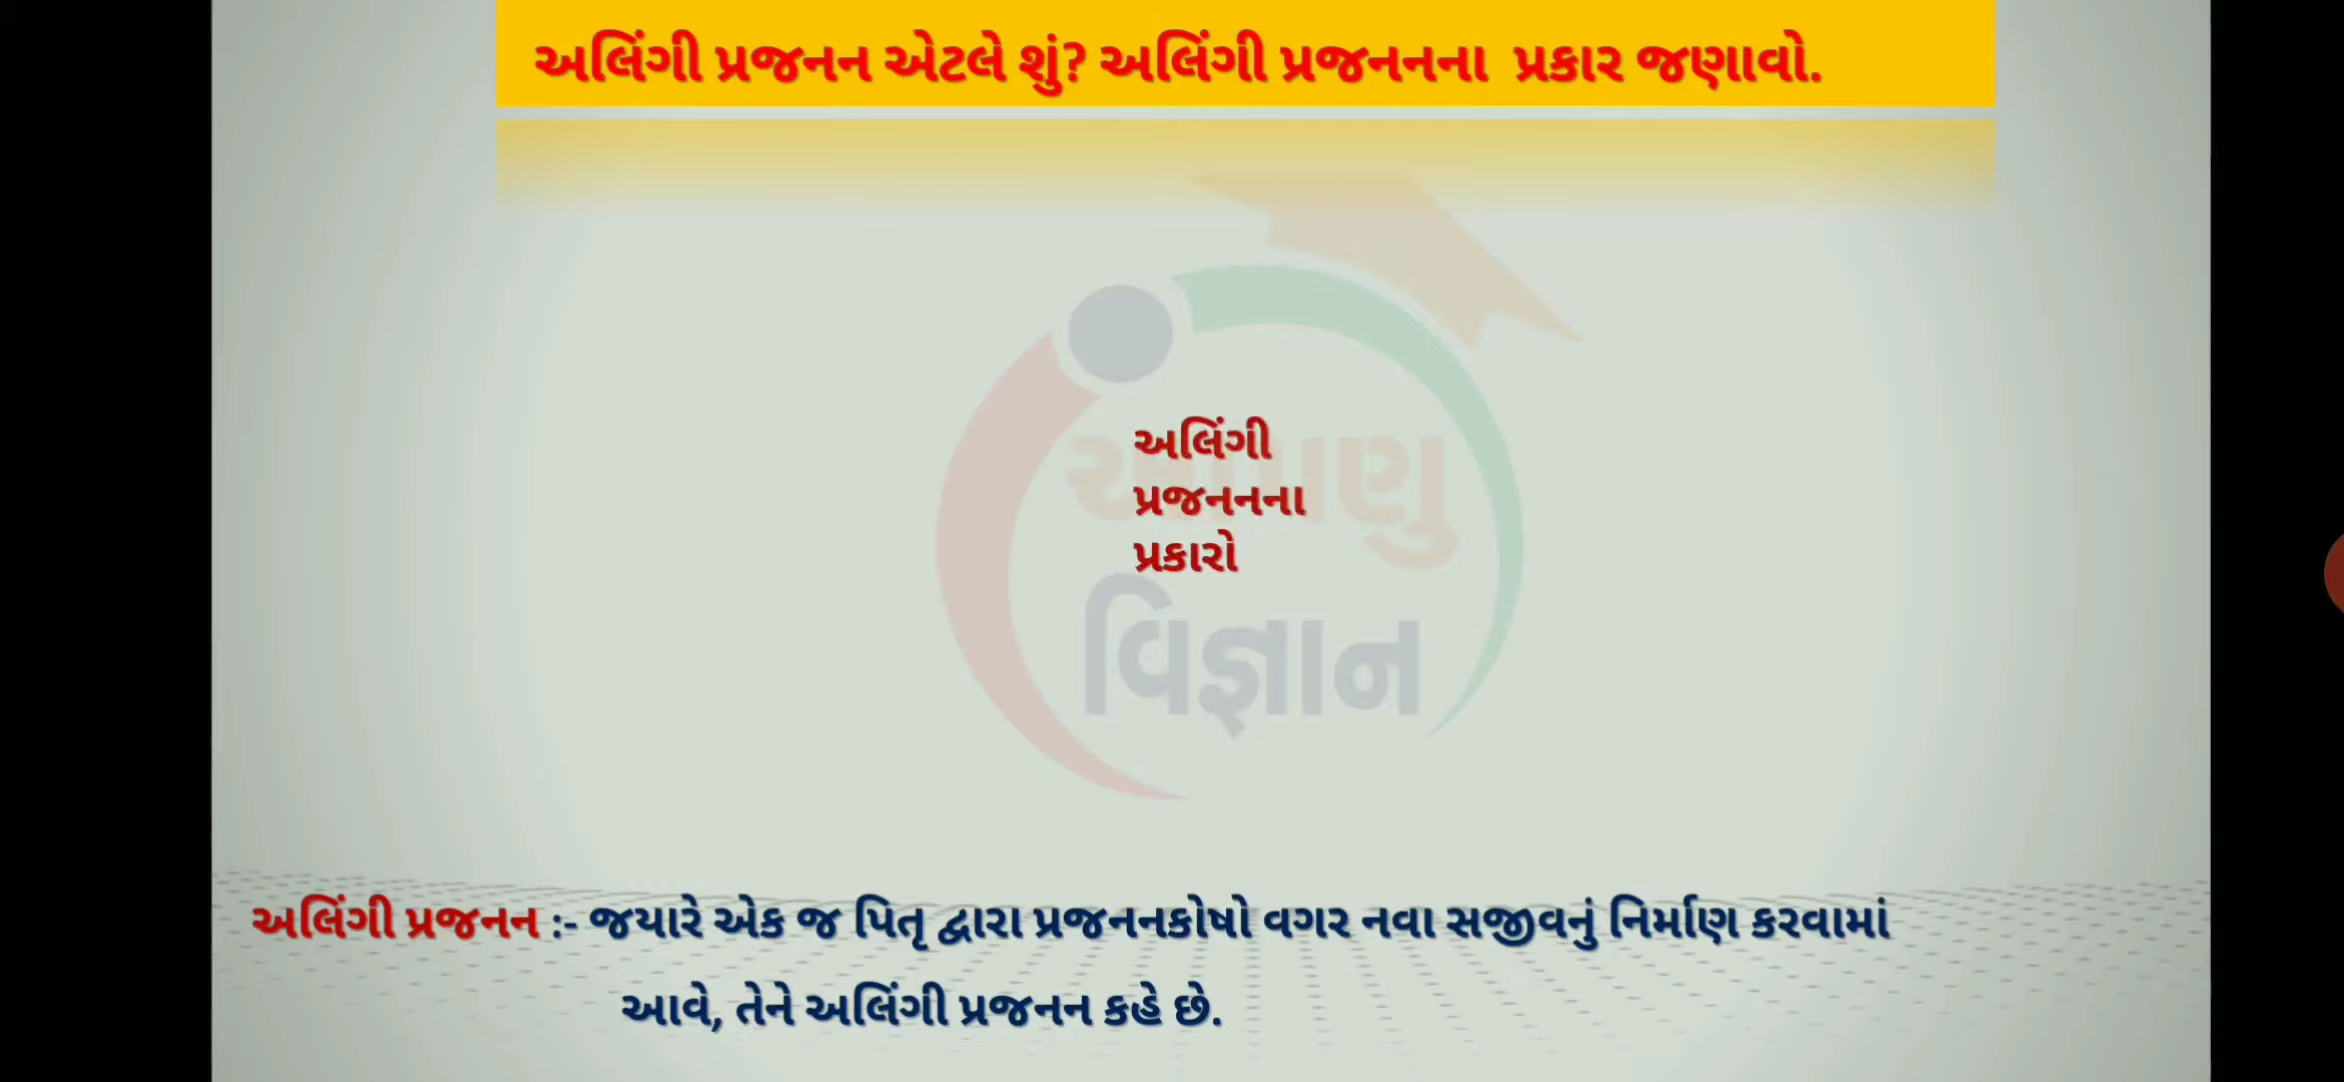 અલિંગી પ્રજનન એટલે શું? અલિંગી પ્રજનનના પ્રકાર જણાવો.
આપણુ
વિજ્ઞાન
અલિંગી
પ્રજનનના
પ્રકારો
અલિંગી પ્રજનન :- જયારે એક જ પિતૃ દ્વારા પ્રજનનકોષો વગર નવા સજીવનું નિર્માણ કરવામાં
આવે, તેને અલિંગી પ્રજનન કહે છે.